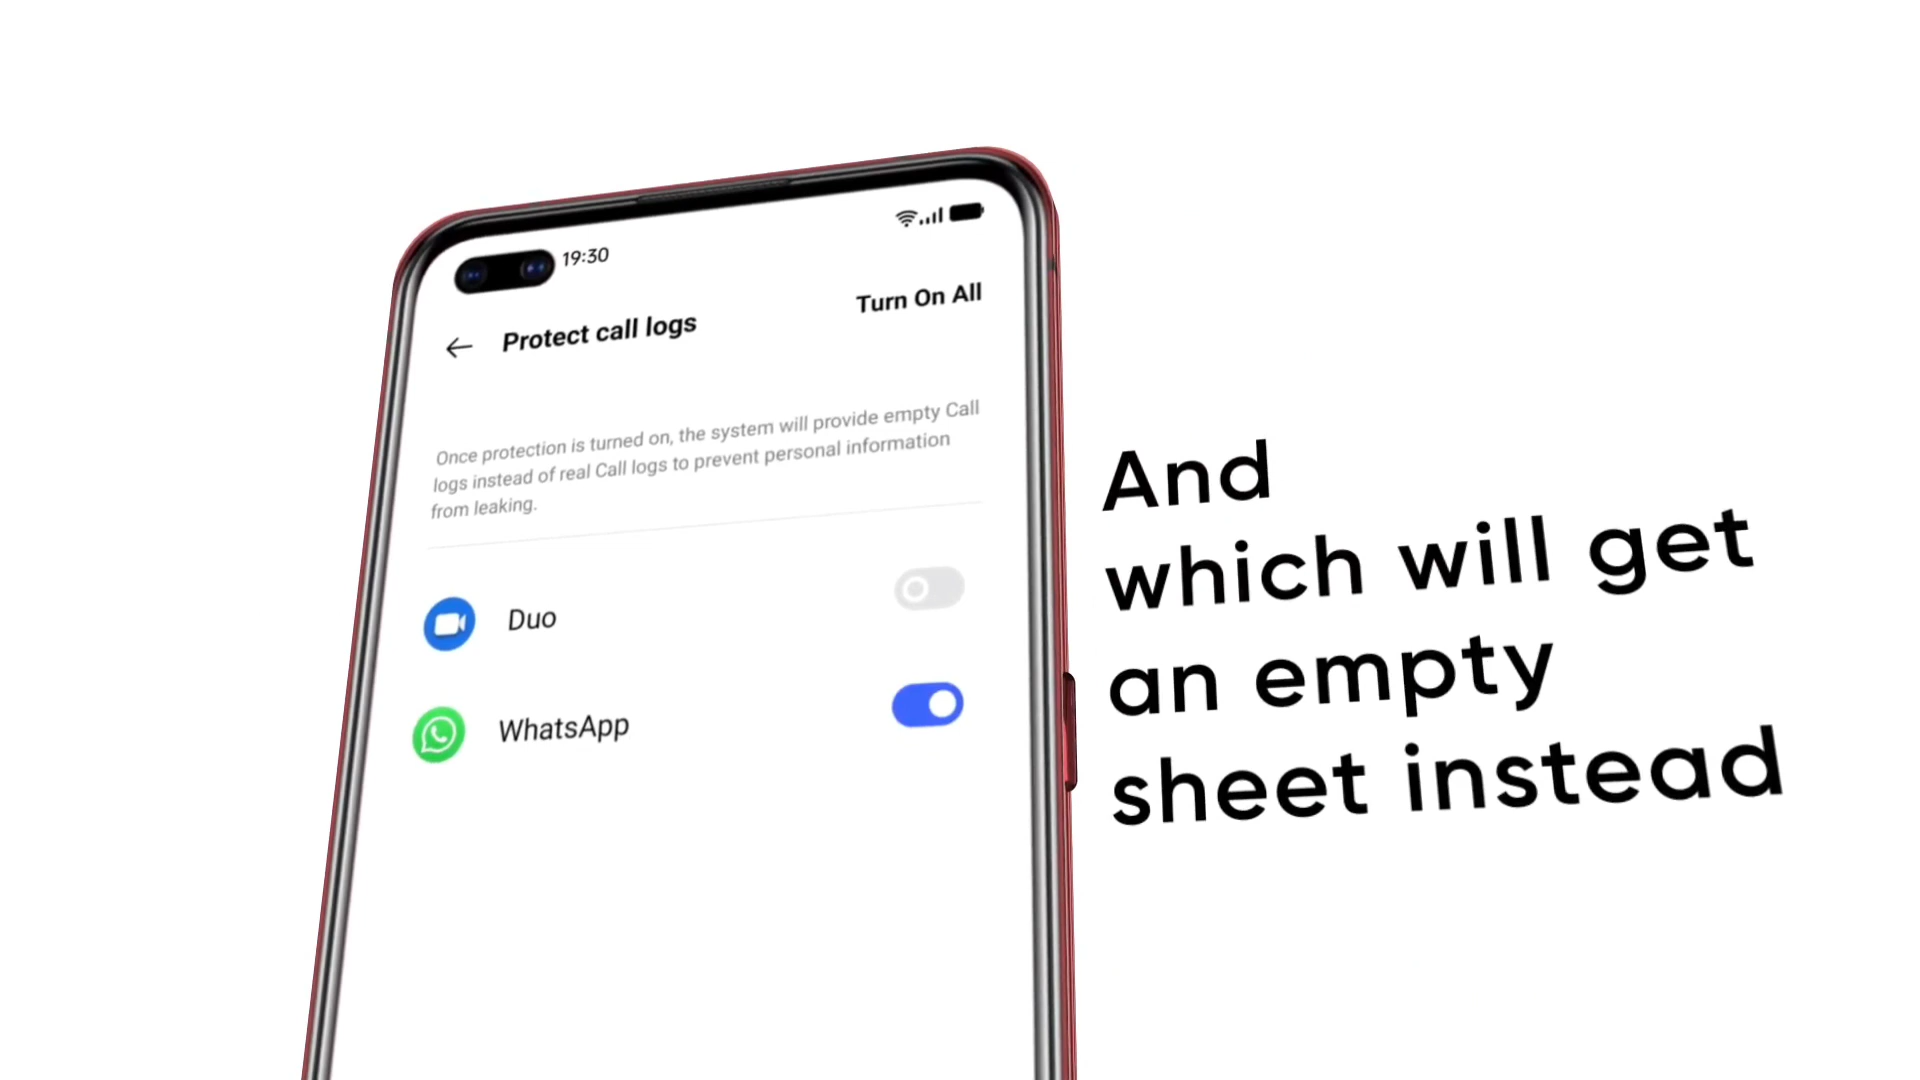 19:30
Protect call logs
Turn On All
Once protection is turned on, the system will provide empty Call
logs instead of real Call logs to prevent personal information
from leaking.
Duo
WhatsApp
And
which will get
an empty
sheet instead